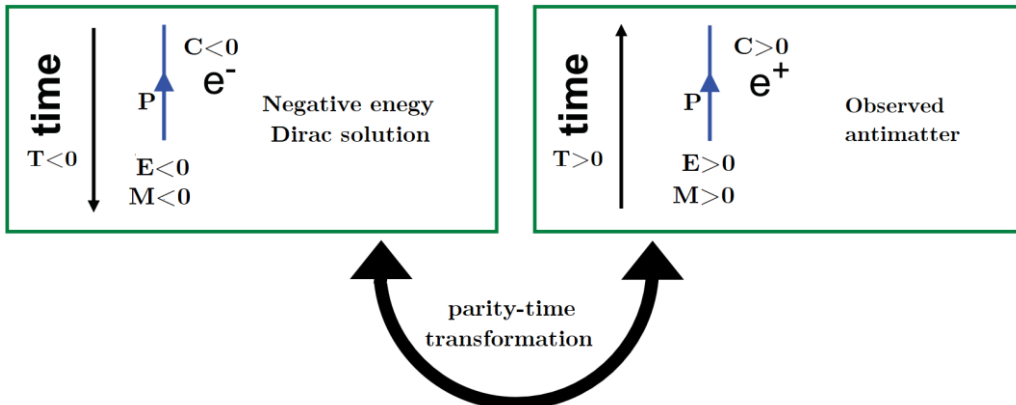 time
T<0
C<0
e-
P
E<0
M<0
Negative enegy
Dirac solution
time
T>0
C>0
e+
P
E>0
M>0
Observed
antimatter
parity-time
transformation